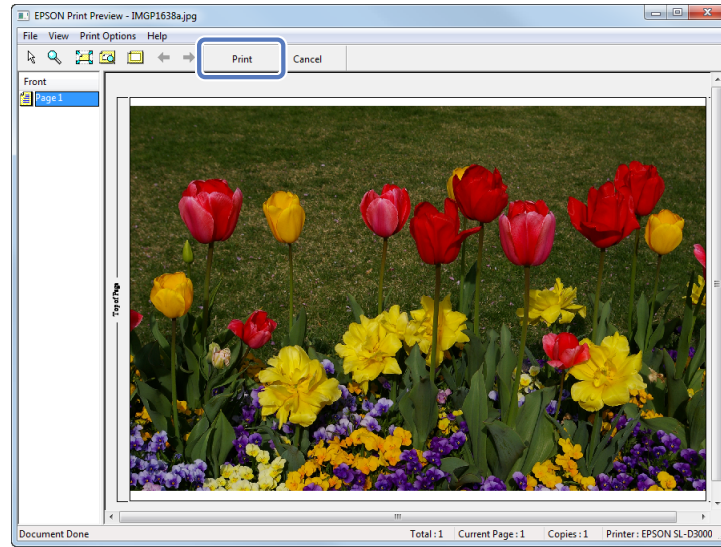 EPSON Print Preview - IMGP1638a.jpg
File View Print Options Help
Print Cancel
Front
Page 1
Top of Page
Document Done Total : 1 Current Page : 1 Copies : 1 Printer : EPSON SL-D3000